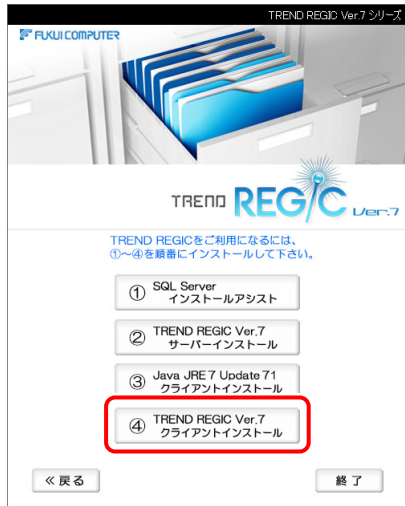 TREND REGIC Ver.7 シリーズ
FUKUI COMPUTER
TREND REGIC Ver.7
TREND REGICをご利用になるには、
①～④を順番にインストールして下さい。
① SQL Server
インストールアシスト
② TREND REGIC Ver.7
サーバーインストール
③ Java JRE 7 Update 71
クライアントインストール
④ TREND REGIC Ver.7
クライアントインストール
≪戻る
終了